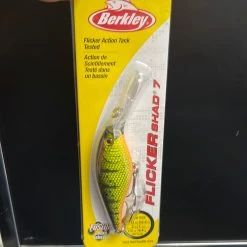 Berkley
Flicker Action Tank
Tested
Action de
Scintillement
Testé dans
un bassin
FLICKER SHAD 7